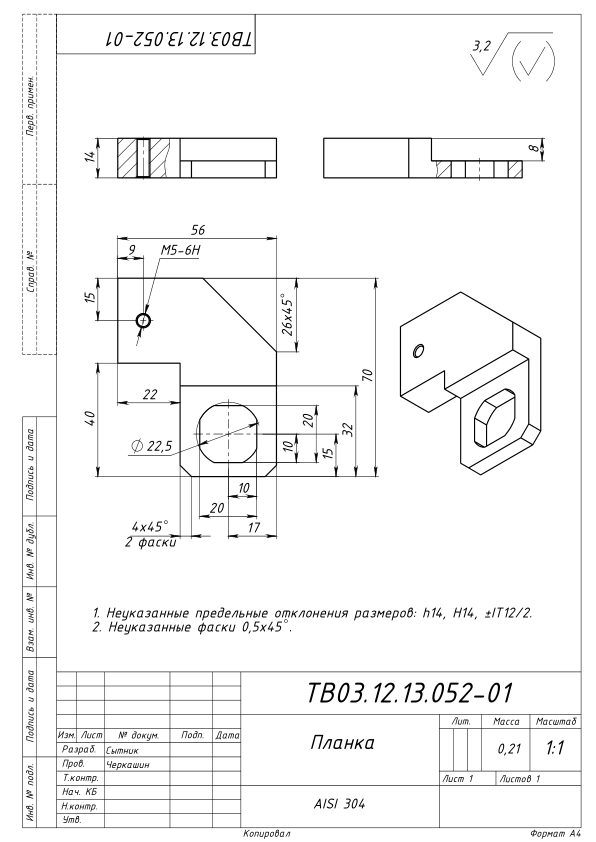 ТВ03.12.13.052-01
3,2
(√)
Перв. примен.
Справ. №
Подпись и дата
Инв. № дубл.
Взам. инв. №
Подпись и дата
Инв. № подл.
14
8
56
9
M5-6H
15
26x45°
70
22
40
20
32
10
15
Ø 22,5
10
20
17
4x45°
2 фаски
1. Неуказанные предельные отклонения размеров: h14, H14, ±IT12/2.
2. Неуказанные фаски 0,5x45°.
ТВ03.12.13.052-01
Изм. Лист № докум. Подп. Дата
Разраб. Сытник
Пров. Черкашин
Т.контр.
Нач. КБ
Н.контр.
Утв.
Планка
Лит. Масса Масштаб
0,21 1:1
Лист 1 Листов 1
AISI 304
Копировал Формат А4